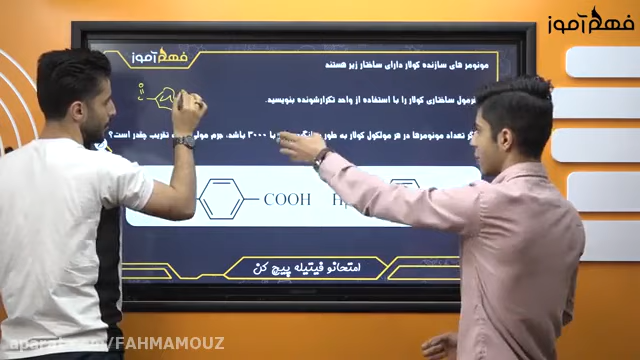 فهم آموز
فهم آموز
مونومر های سازنده کولار دارای ساختار زیر هستند
فرمول ساختاری کولار را با استفاده از واحد تکرارشونده بنویسید.
تعداد مونومرها در هر مولکول کولار به طور ۳۰۰۰ باشد، جرم تقریب چقدر است؟
COOH H
امتحانو فیتیله پیچ کن
/FAHMAMOUZ